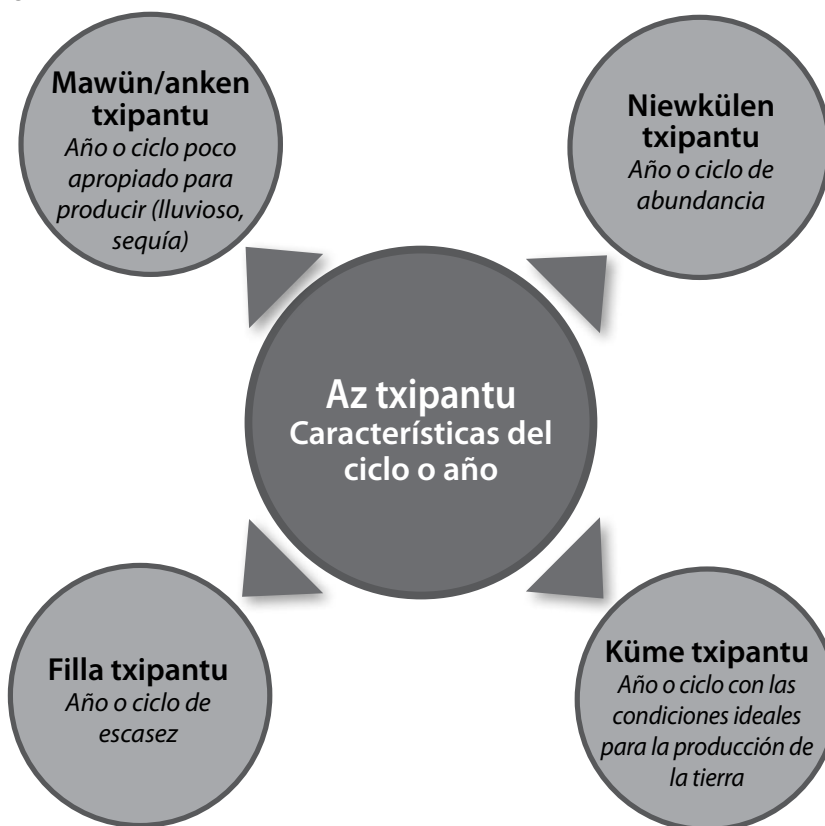 Mawün/anken
txipantu
Año o ciclo poco
apropiado para
producir (lluvioso,
sequía)
Niewkülen
txipantu
Año o ciclo de
abundancia
Az txipantu
Características del
ciclo o año
Filla txipantu
Año o ciclo de
escasez
Küme txipantu
Año o ciclo con las
condiciones ideales
para la producción de
la tierra